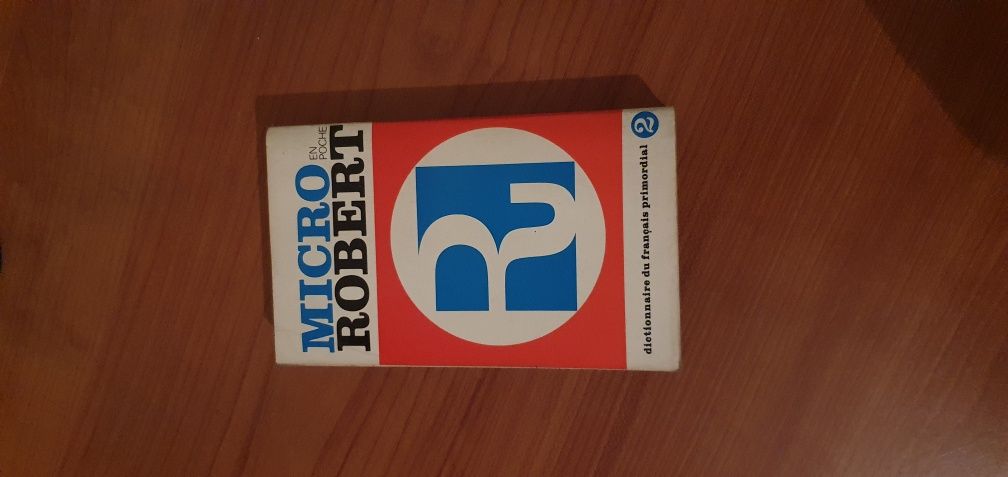 MICRO
EN
POCHE
ROBERT
R
dictionnaire du français primordial 2